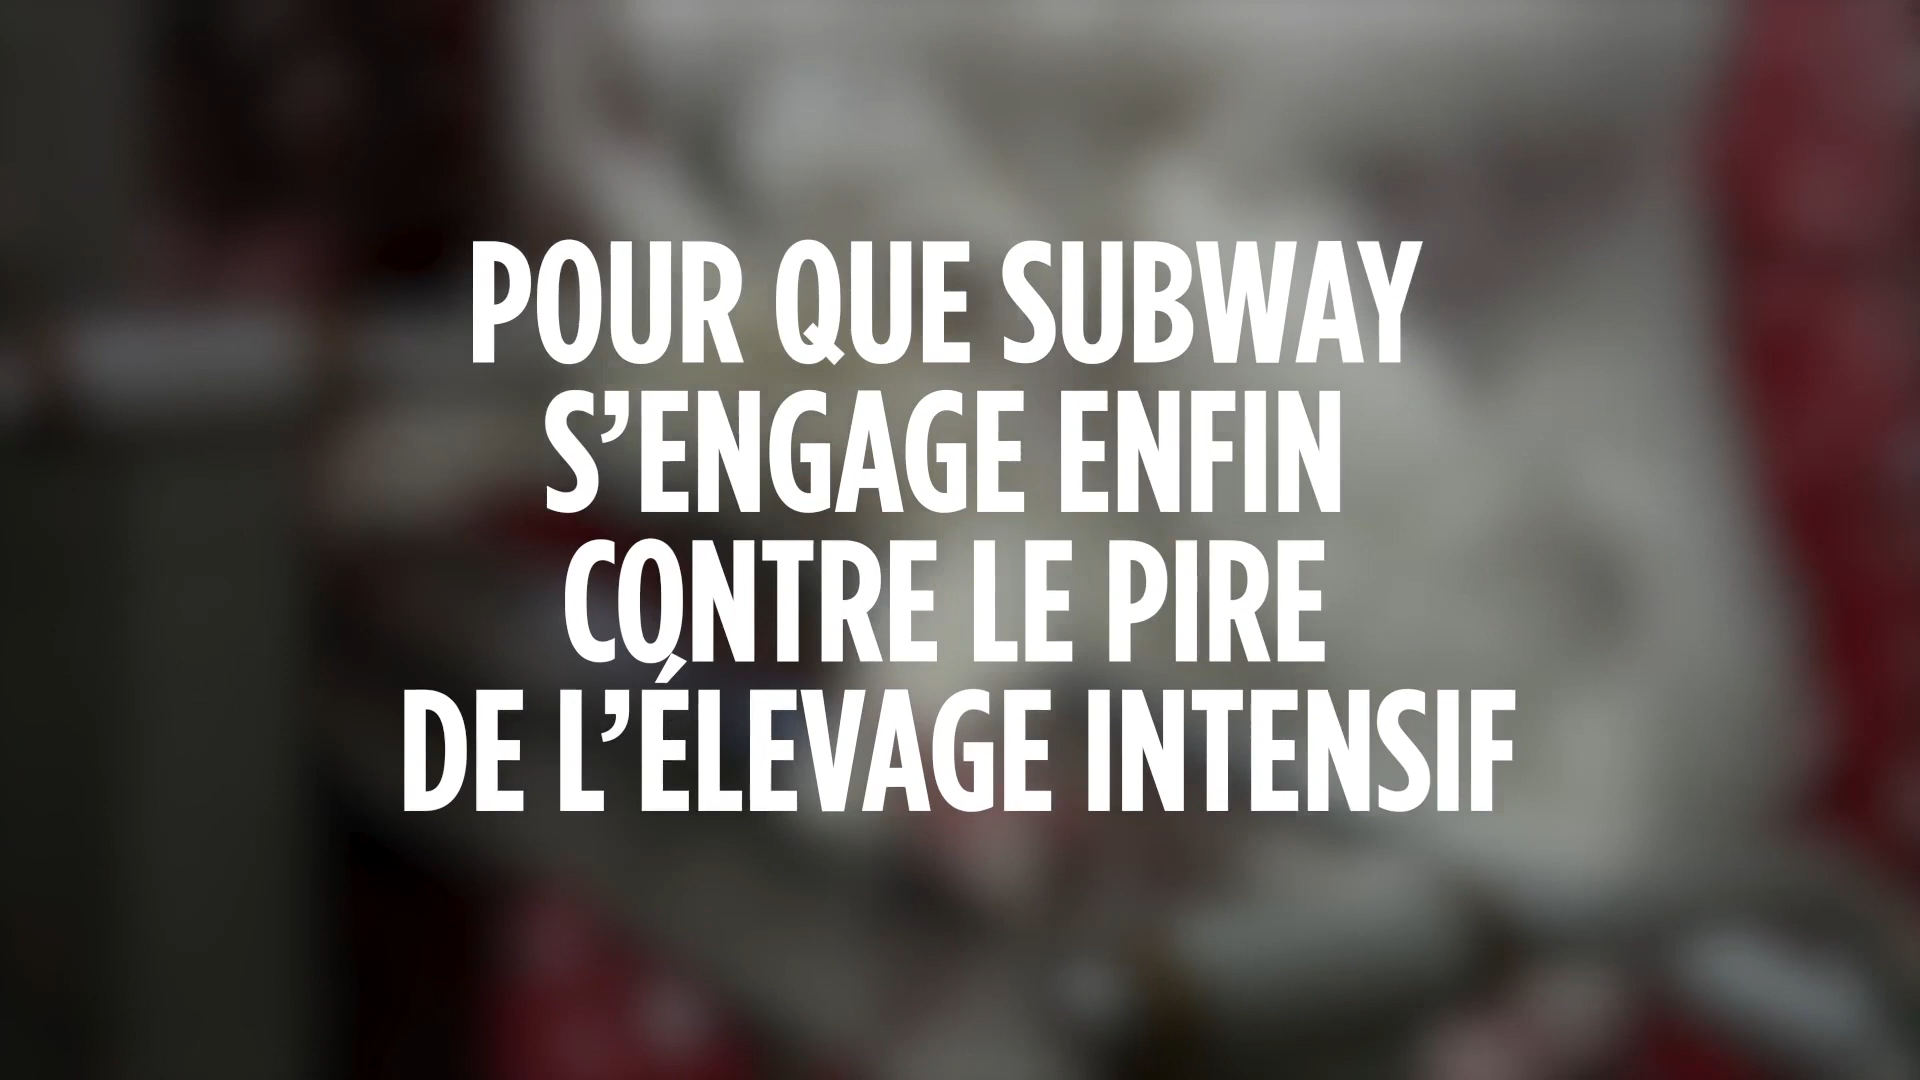 POUR QUE SUBWAY
S’ENGAGE ENFIN
CONTRE LE PIRE
DE L’ÉLEVAGE INTENSIF